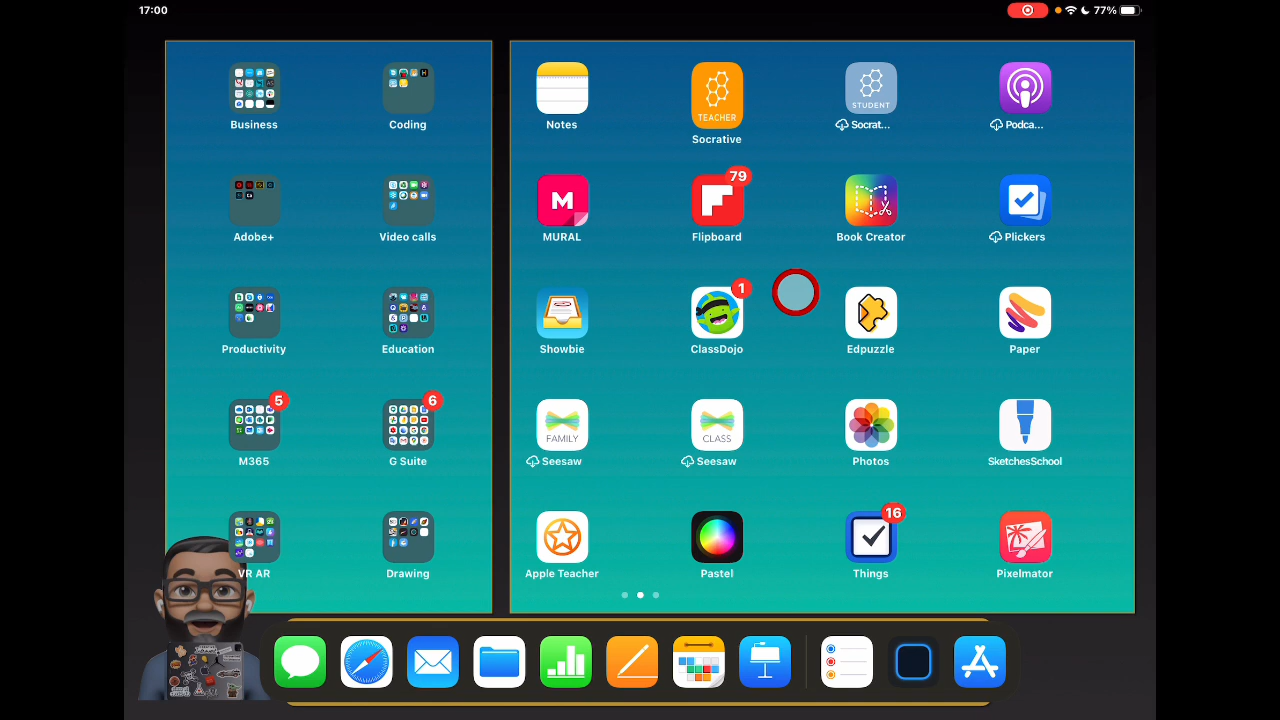 17:00
77%
Business
Coding
Notes
TEACHER
Socrative
STUDENT
Socrat...
Podca...
Adobe+
Video calls
M
MURAL
79
Flipboard
Book Creator
Plickers
Productivity
Education
Showbie
1
ClassDojo
Edpuzzle
Paper
5
M365
6
G Suite
FAMILY
Seesaw
CLASS
Seesaw
Photos
SketchesSchool
VR AR
Drawing
Apple Teacher
Pastel
16
Things
Pixelmator